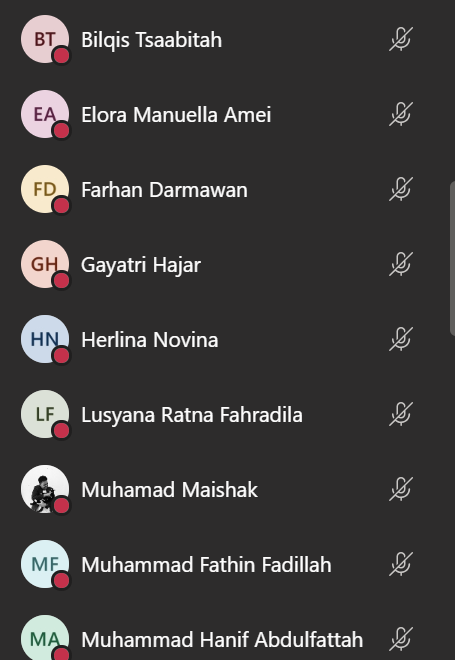 BT Bilqis Tsaabitah
EA Elora Manuella Amei
FD Farhan Darmawan
GH Gayatri Hajar
HN Herlina Novina
LF Lusyana Ratna Fahradila
Muhamad Maishak
MF Muhammad Fathin Fadillah
MA Muhammad Hanif Abdulfattah